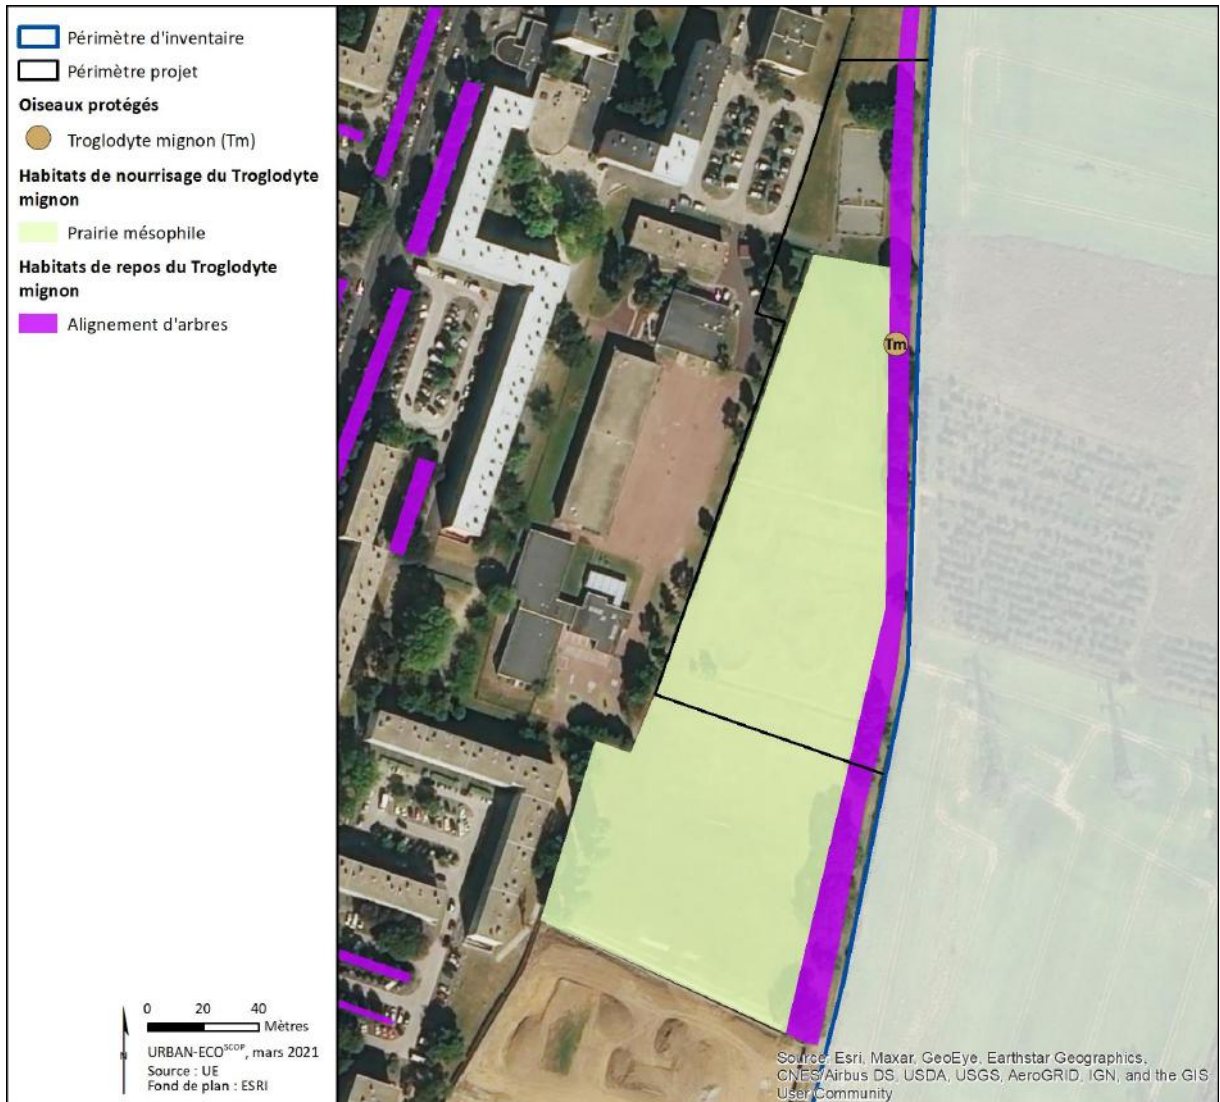 Périmètre d'inventaire
Périmètre projet
Oiseaux protégés
Troglodyte mignon (Tm)
Habitats de nourrisage du Troglodyte
mignon
Prairie mésophile
Habitats de repos du Troglodyte
mignon
Alignement d'arbres
Tm
0 20 40
Mètres
N
URBAN-ECOSCOP, mars 2021
Source : UE
Fond de plan : ESRI
Source: Esri, Maxar, GeoEye, Earthstar Geographics,
CNES/Airbus DS, USDA, USGS, AeroGRID, IGN, and the GIS
User Community